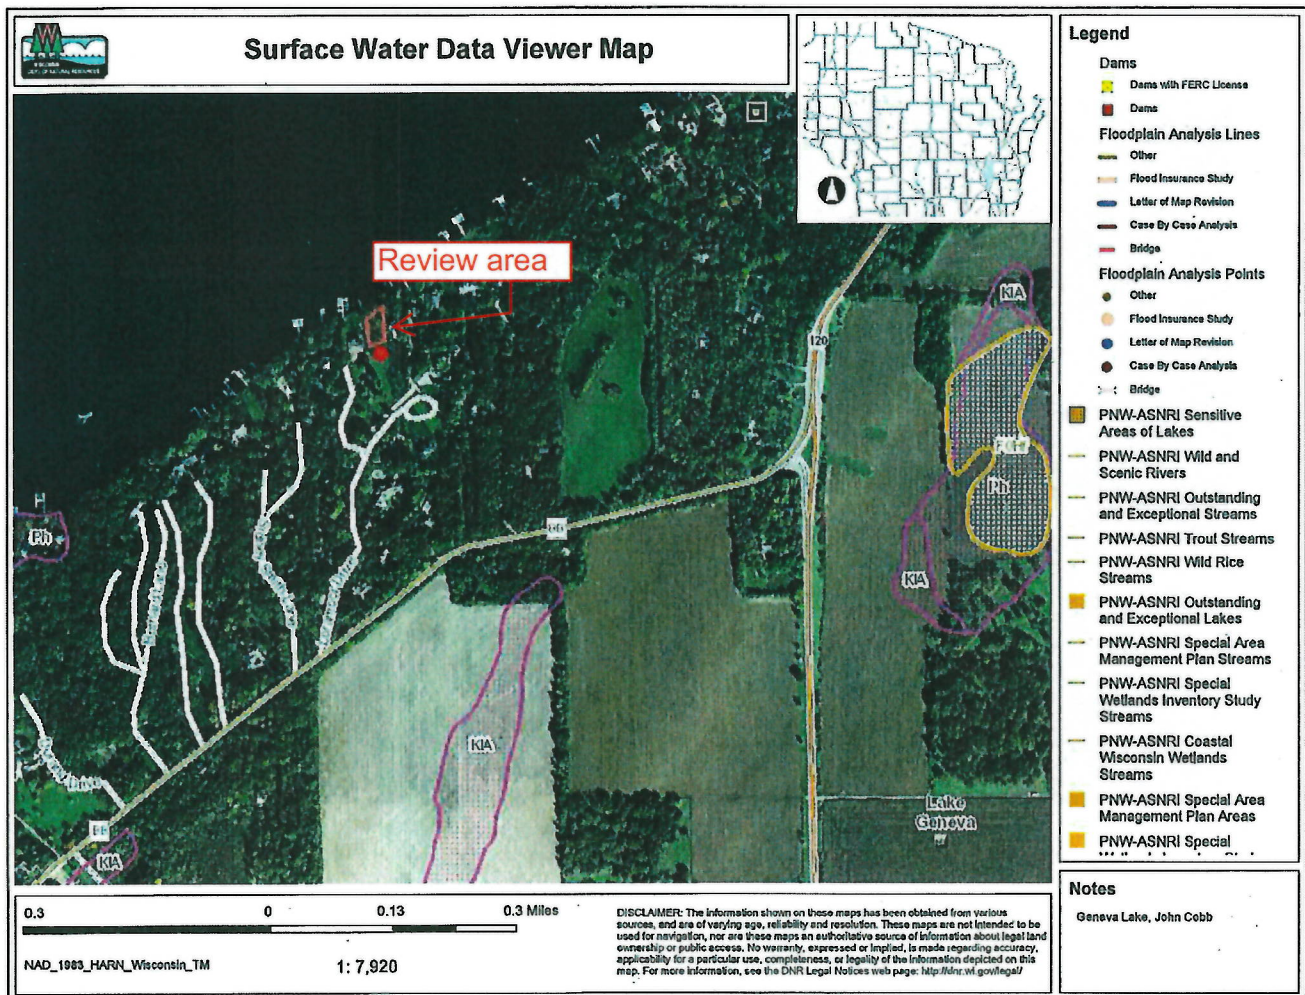 Surface Water Data Viewer Map
Review area
120
BB
BB
KIA
KIA
KIA
KIA
Rh
Rh
Lake
Geneva
Legend
Dams
Dams with FERC License
Dams
Floodplain Analysis Lines
Other
Flood Insurance Study
Letter of Map Revision
Case By Case Analysis
Bridge
Floodplain Analysis Points
Other
Flood Insurance Study
Letter of Map Revision
Case By Case Analysis
Bridge
PNW-ASNRI Sensitive
Areas of Lakes
PNW-ASNRI Wild and
Scenic Rivers
PNW-ASNRI Outstanding
and Exceptional Streams
PNW-ASNRI Trout Streams
PNW-ASNRI Wild Rice
Streams
PNW-ASNRI Outstanding
and Exceptional Lakes
PNW-ASNRI Special Area
Management Plan Streams
PNW-ASNRI Special
Wetlands Inventory Study
Streams
PNW-ASNRI Coastal
Wisconsin Wetlands
Streams
PNW-ASNRI Special Area
Management Plan Areas
PNW-ASNRI Special
Notes
Geneva Lake, John Cobb
0.3 0 0.13 0.3 Miles
NAD_1983_HARN_Wisconsin_TM
1: 7,920
DISCLAIMER: The information shown on these maps has been obtained from various
sources, and are of varying age, reliability and resolution. These maps are not intended to be
used for navigation, nor are these maps an authoritative source of information about legal land
ownership or public access. No warranty, expressed or implied, is made regarding accuracy,
applicability for a particular use, completeness, or legality of the information depicted on this
map. For more information, see the DNR Legal Notices web page: http://dnr.wi.gov/legal/